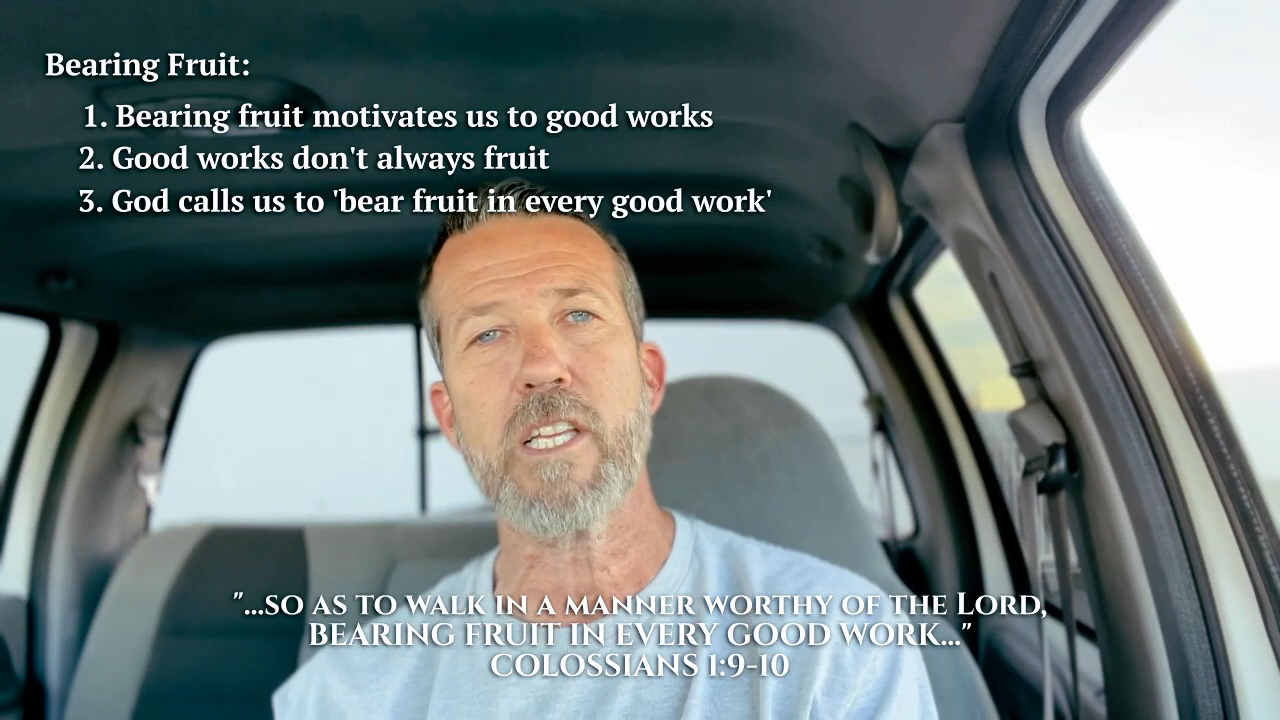 Bearing Fruit:
1. Bearing fruit motivates us to good works
2. Good works don't always fruit
3. God calls us to 'bear fruit in every good work'
"...so as to walk in a manner worthy of the Lord,
bearing fruit in every good work..."
Colossians 1:9-10